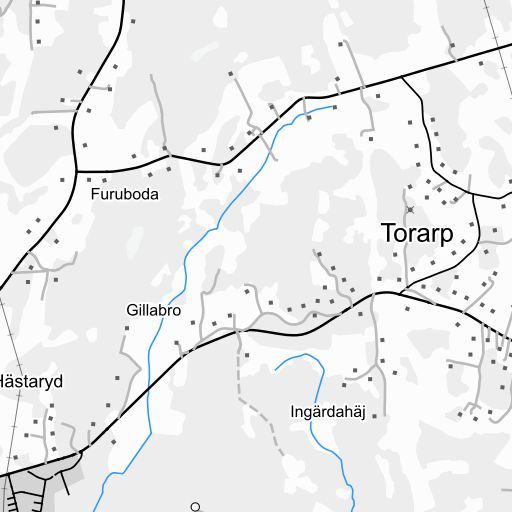 Furuboda
Torarp
Gillabro
Hästaryd
Ingärdahäj